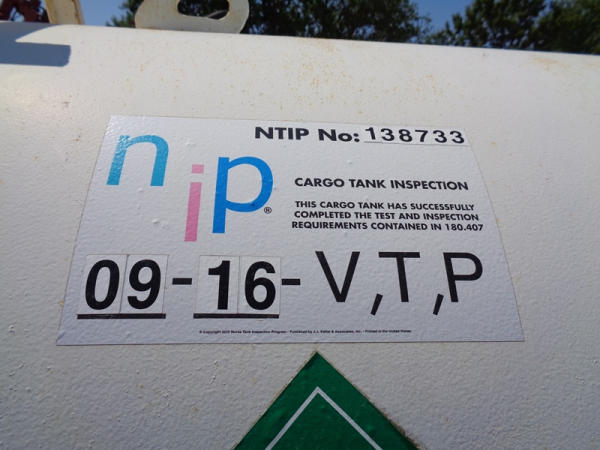 NTIP No: 138733
nip®
CARGO TANK INSPECTION
THIS CARGO TANK HAS SUCCESSFULLY
COMPLETED THE TEST AND INSPECTION
REQUIREMENTS CONTAINED IN 180.407
09-16-V,T,P